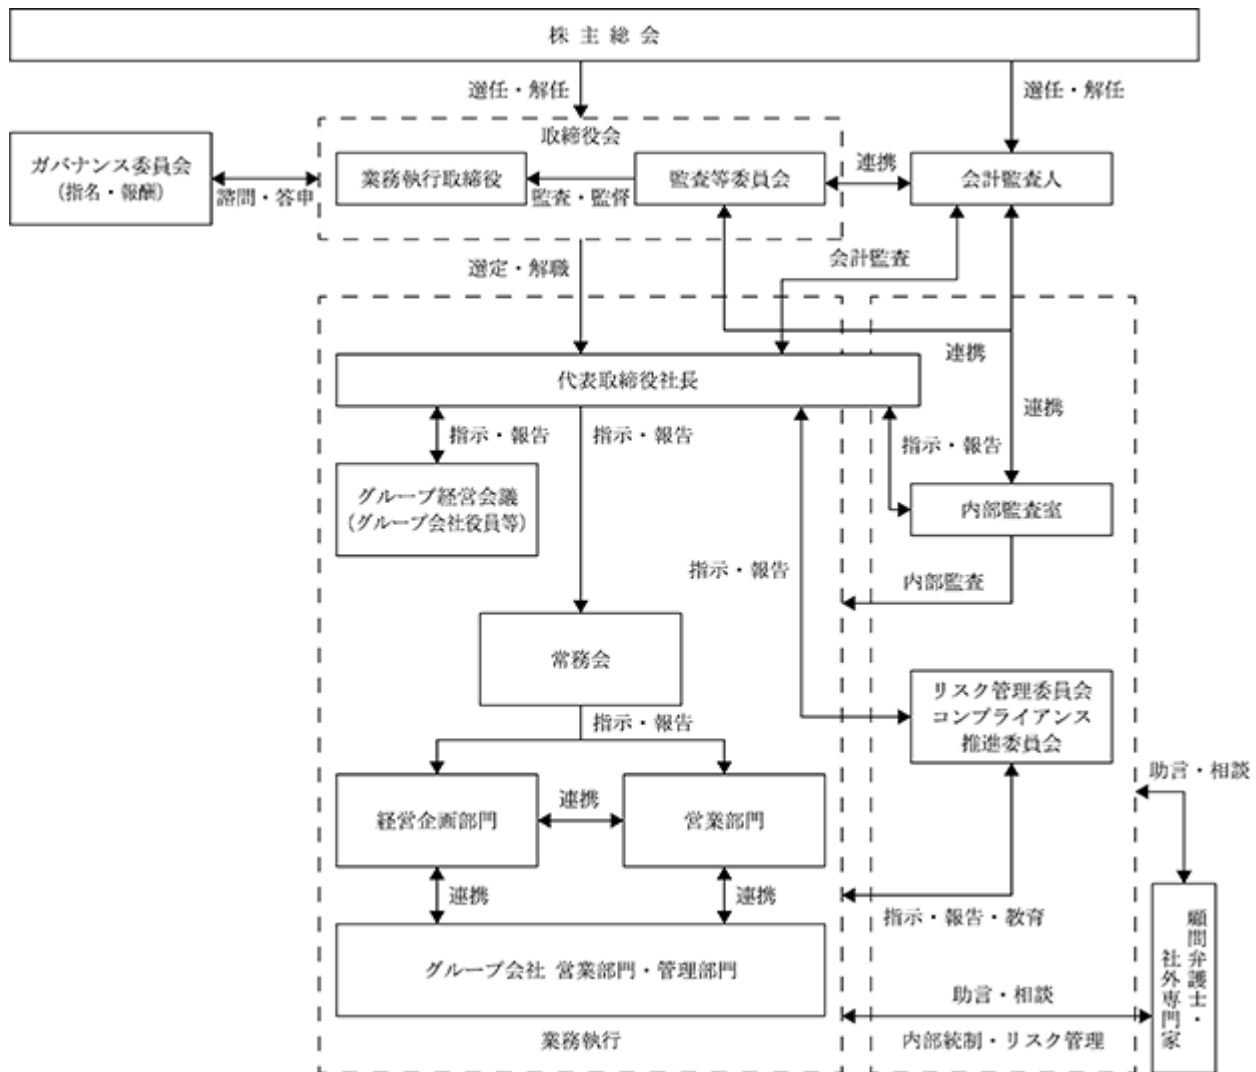 株主総会
選任・解任
選任・解任
取締役会
ガバナンス委員会
(指名・報酬)
諮問・答申
業務執行取締役
監査・監督
監査等委員会
連携
会計監査人
選定・解職
会計監査
連携
代表取締役社長
連携
指示・報告
指示・報告
指示・報告
グループ経営会議
(グループ会社役員等)
内部監査室
指示・報告
内部監査
常務会
指示・報告
リスク管理委員会
コンプライアンス
推進委員会
助言・相談
経営企画部門
連携
営業部門
連携
連携
指示・報告・教育
グループ会社 営業部門・管理部門
顧問弁護士・
社外専門家
助言・相談
業務執行
内部統制・リスク管理